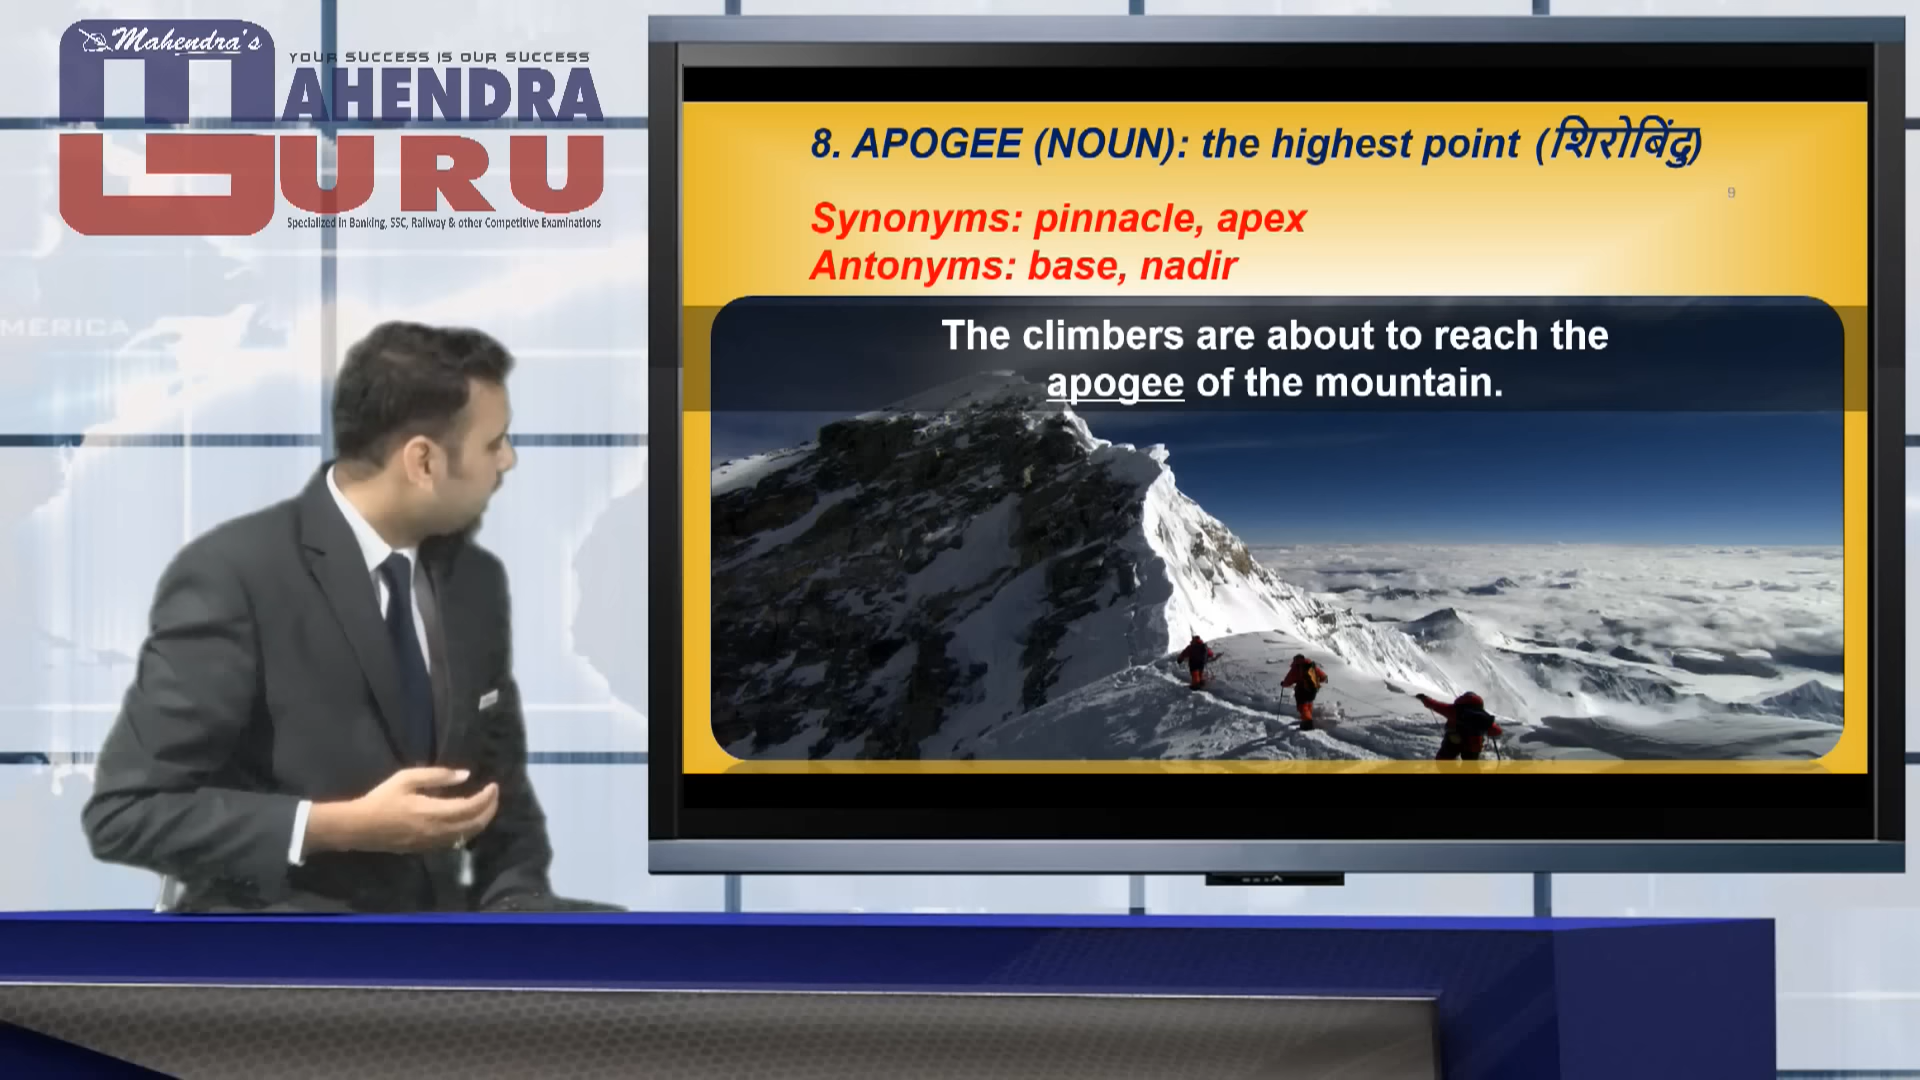 Mahendra's
YOUR SUCCESS IS OUR SUCCESS
MAHENDRA
GURU
Specialized in Banking, SSC, Railway & other Competitive Examinations
MERICA
8. APOGEE (NOUN): the highest point (शिरोबिंदु)
9
Synonyms: pinnacle, apex
Antonyms: base, nadir
The climbers are about to reach the
apogee of the mountain.